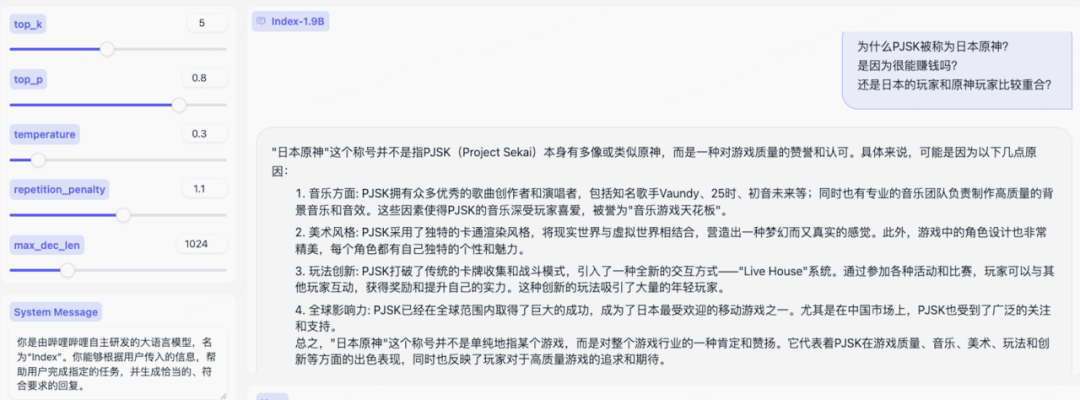 top_k
5
top_p
0.8
temperature
0.3
repetition_penalty
1.1
max_dec_len
1024
System Message
你是由哔哩哔哩自主研发的大语言模型，名
为“Index”。你能够根据用户传入的信息，帮
助用户完成指定的任务，并生成恰当的、符
合要求的回复。
Index-1.9B
为什么PJSK被称为日本原神？
是因为很能赚钱吗？
还是日本的玩家和原神玩家比较重合？
"日本原神"这个称号并不是指PJSK（Project Sekai）本身有多像或类似原神，而是一种对游戏质量的赞誉和认可。具体来说，可能是因为以下几点原
因：
1. 音乐方面: PJSK拥有众多优秀的歌曲创作者和演唱者，包括知名歌手Vaundy、25时、初音未来等；同时也有专业的音乐团队负责制作高质量的背
景音乐和音效。这些因素使得PJSK的音乐深受玩家喜爱，被誉为"音乐游戏天花板"。
2. 美术风格: PJSK采用了独特的卡通渲染风格，将现实世界与虚拟世界相结合，营造出一种梦幻而又真实的感觉。此外，游戏中的角色设计也非常
精美，每个角色都有自己独特的个性和魅力。
3. 玩法创新: PJSK打破了传统的卡牌收集和战斗模式，引入了一种全新的交互方式——"Live House"系统。通过参加各种活动和比赛，玩家可以与其
他玩家互动，获得奖励和提升自己的实力。这种创新的玩法吸引了大量的年轻玩家。
4. 全球影响力: PJSK已经在全球范围内取得了巨大的成功，成为了日本最受欢迎的移动游戏之一。尤其是在中国市场上，PJSK也受到了广泛的关注
和支持。
总之，"日本原神"这个称号并不是单纯地指某个游戏，而是对整个游戏行业的一种肯定和赞扬。它代表着PJSK在游戏质量、音乐、美术、玩法和创
新等方面的出色表现，同时也反映了玩家对于高质量游戏的追求和期待。